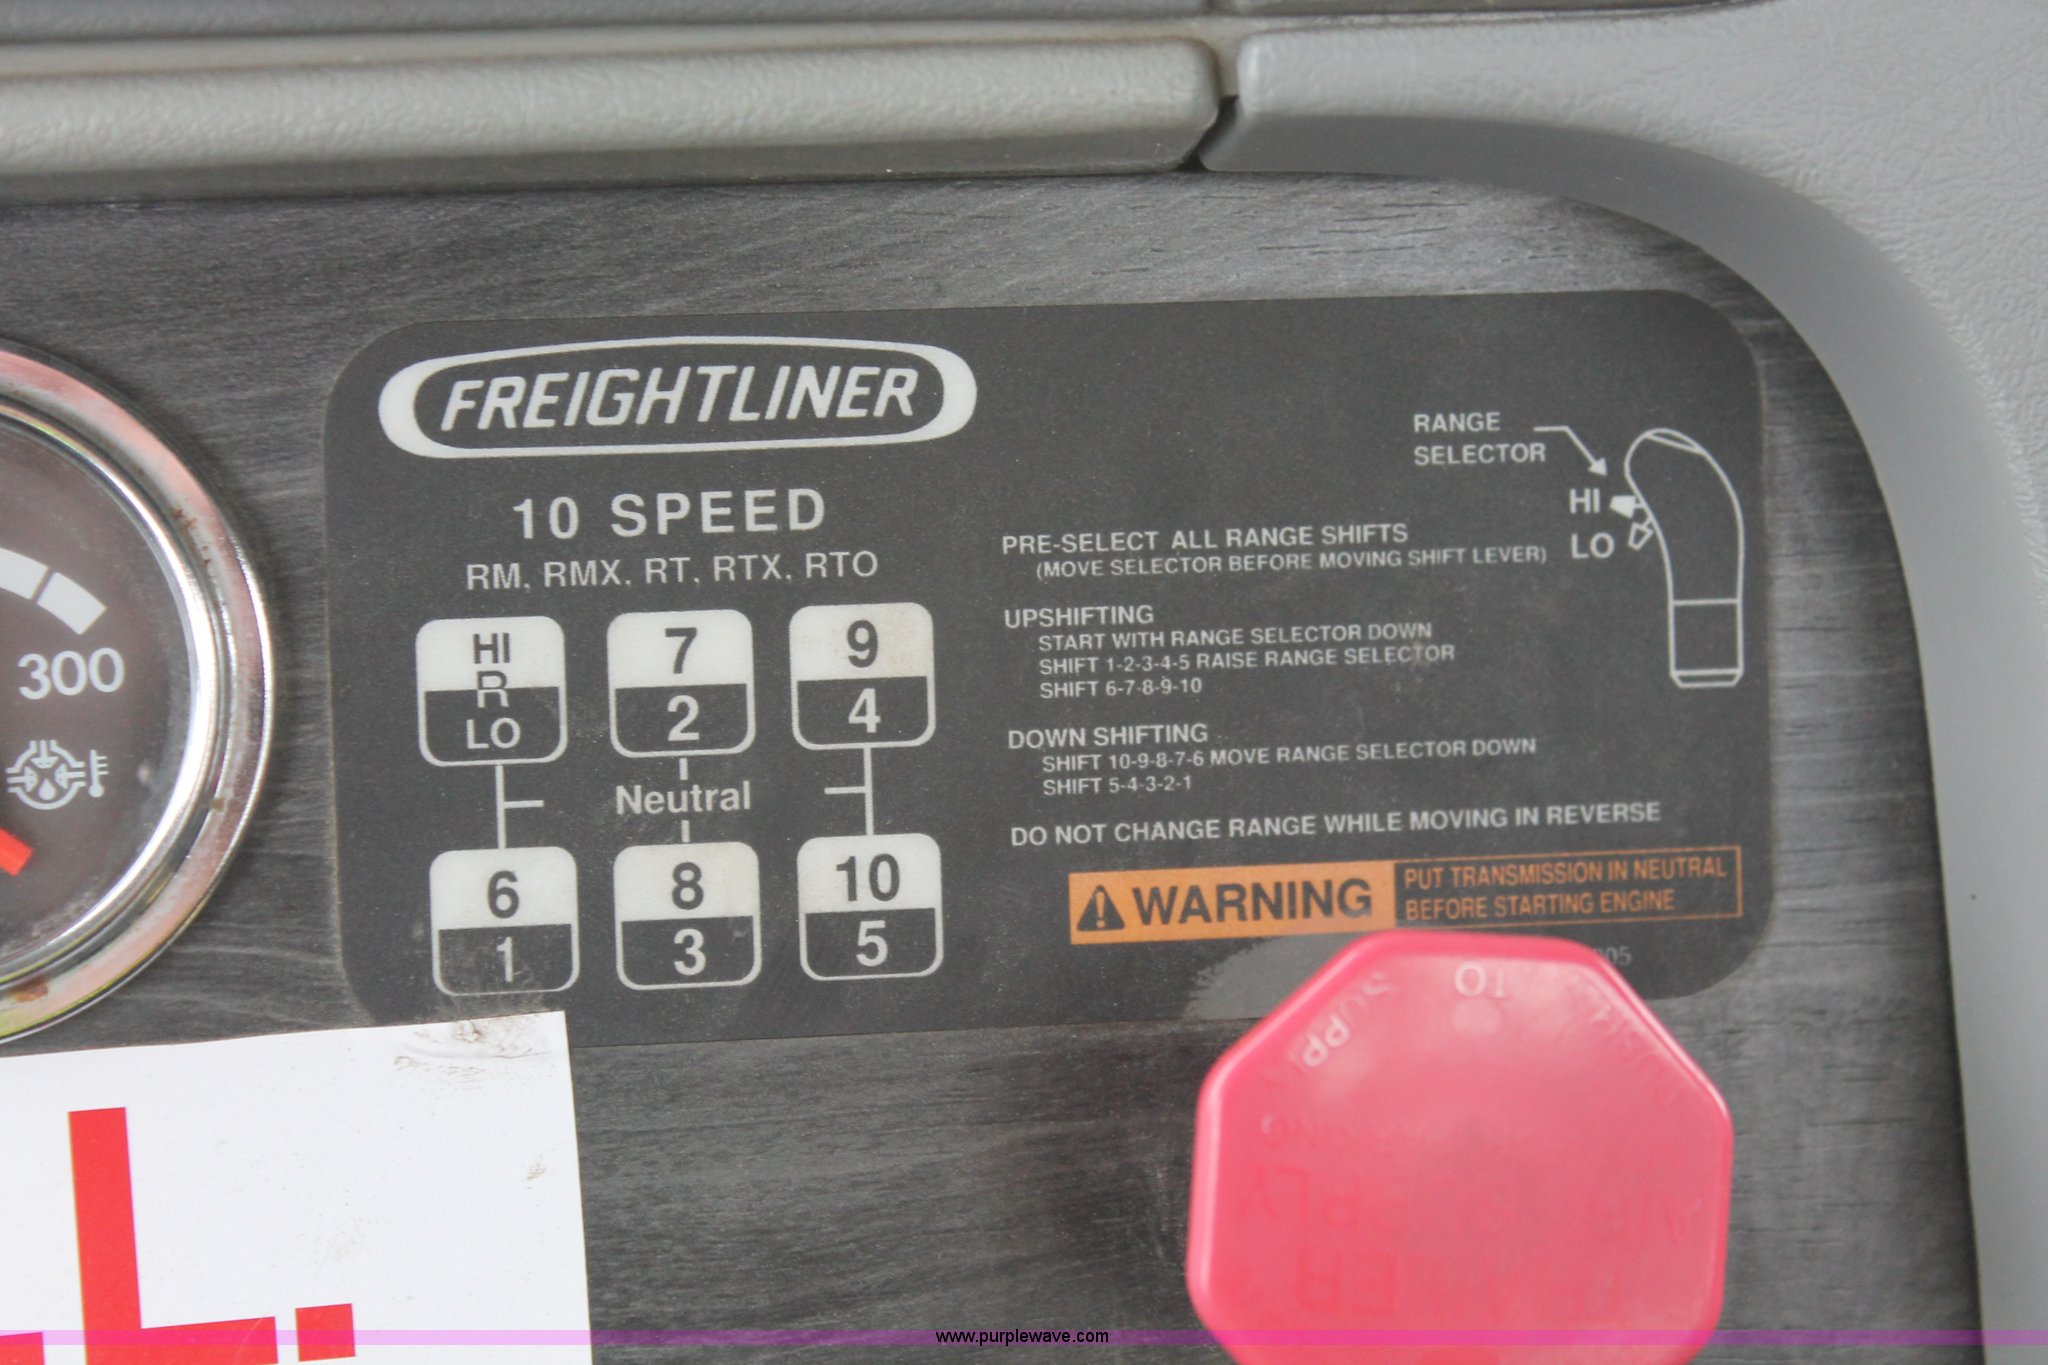 FREIGHTLINER
10 SPEED
RM, RMX, RT, RTX, RTO
HI
R
LO
7
2
9
4
Neutral
6
1
8
3
10
5
RANGE
SELECTOR
HI
LO
PRE-SELECT ALL RANGE SHIFTS
(MOVE SELECTOR BEFORE MOVING SHIFT LEVER)
UPSHIFTING
START WITH RANGE SELECTOR DOWN
SHIFT 1-2-3-4-5 RAISE RANGE SELECTOR
SHIFT 6-7-8-9-10
DOWN SHIFTING
SHIFT 10-9-8-7-6 MOVE RANGE SELECTOR DOWN
SHIFT 5-4-3-2-1
DO NOT CHANGE RANGE WHILE MOVING IN REVERSE
WARNING
PUT TRANSMISSION IN NEUTRAL
BEFORE STARTING ENGINE
300
www.purplewave.com